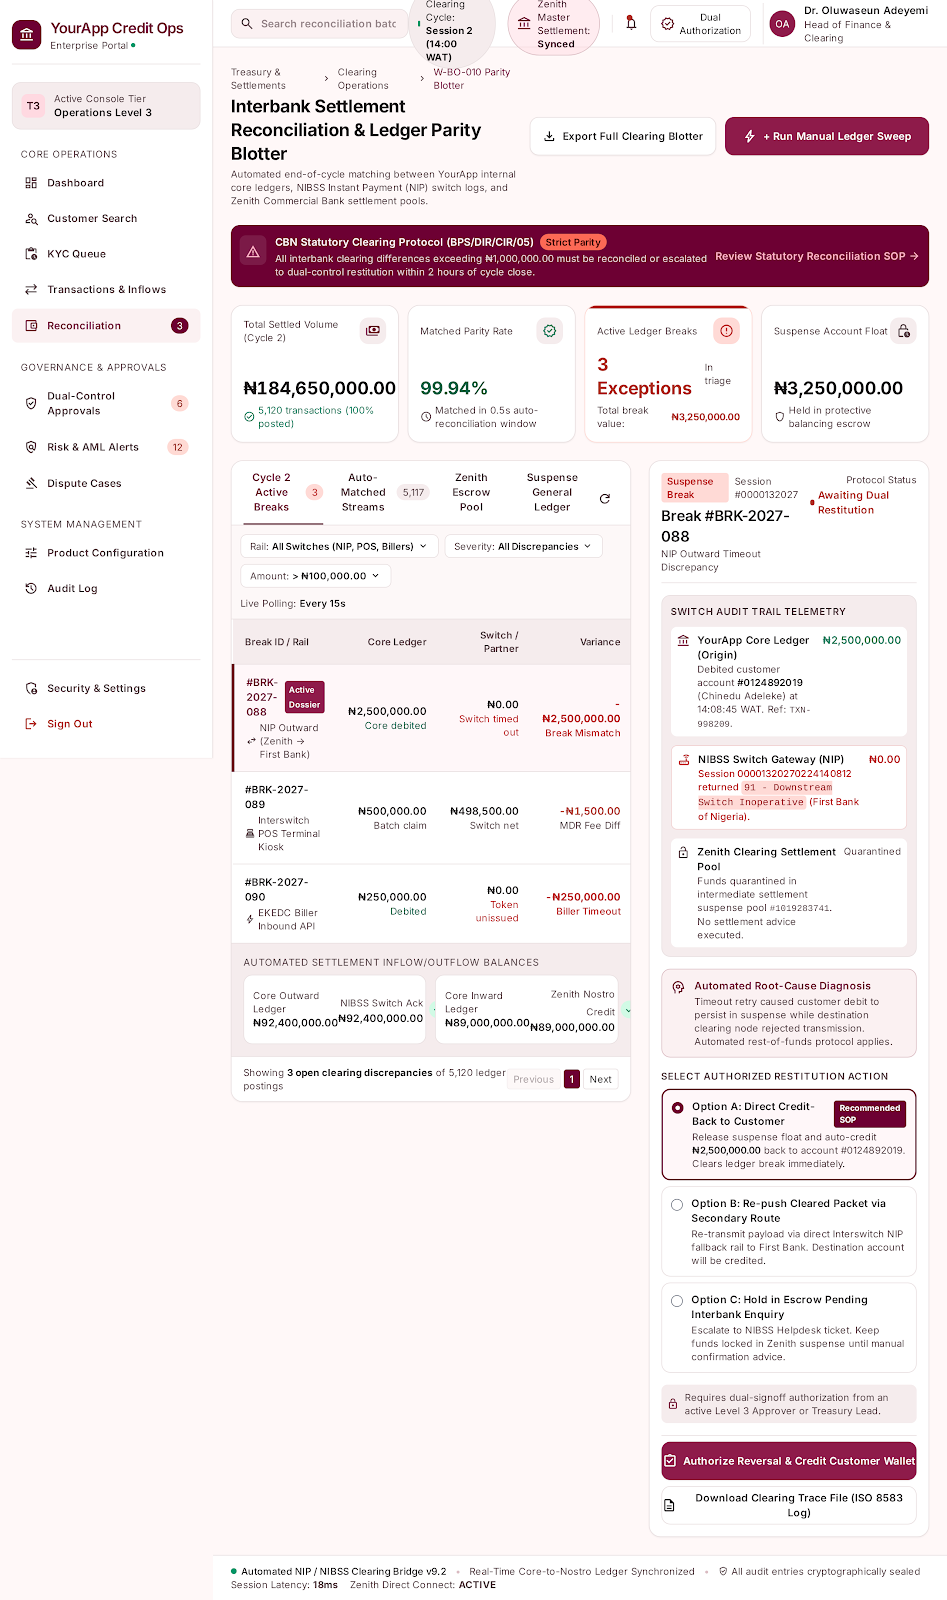 YourApp Credit Ops
Enterprise Portal
T3
Active Console Tier
Operations Level 3
CORE OPERATIONS
Dashboard
Customer Search
KYC Queue
Transactions & Inflows
Reconciliation 3
GOVERNANCE & APPROVALS
Dual-Control
Approvals
6
Risk & AML Alerts 12
Dispute Cases
SYSTEM MANAGEMENT
Product Configuration
Audit Log
Security & Settings
Sign Out
Search reconciliation batc
Clearing
Cycle:
Session 2
(14:00
WAT)
Zenith
Master
Settlement:
Synced
Dual
Authorization
OA
Dr. Oluwaseun Adeyemi
Head of Finance &
Clearing
Treasury &
Settlements
Clearing
Operations
W-BO-010 Parity
Blotter
Interbank Settlement
Reconciliation & Ledger Parity
Blotter
Automated end-of-cycle matching between YourApp internal
core ledgers, NIBSS Instant Payment (NIP) switch logs, and
Zenith Commercial Bank settlement pools.
Export Full Clearing Blotter
+ Run Manual Ledger Sweep
CBN Statutory Clearing Protocol (BPS/DIR/CIR/05) Strict Parity
All interbank clearing differences exceeding ₦1,000,000.00 must be reconciled or escalated
to dual-control restitution within 2 hours of cycle close.
Review Statutory Reconciliation SOP →
Total Settled Volume
(Cycle 2)
₦184,650,000.00
5,120 transactions (100%
posted)
Matched Parity Rate
99.94%
Matched in 0.5s auto-
reconciliation window
Active Ledger Breaks
3
Exceptions
In
triage
Total break
value:
₦3,250,000.00
Suspense Account Float
₦3,250,000.00
Held in protective
balancing escrow
Cycle 2
Active
Breaks
3
Auto-
Matched
Streams
5,117
Zenith
Escrow
Pool
Suspense
General
Ledger
Rail: All Switches (NIP, POS, Billers)
Severity: All Discrepancies
Amount: > ₦100,000.00
Live Polling: Every 15s
Break ID / Rail
Core Ledger
Switch /
Partner
Variance
#BRK-
2027-
088
Active
Dossier
NIP Outward
(Zenith →
First Bank)
₦2,500,000.00
Core debited
₦0.00
Switch timed
out
-
₦2,500,000.00
Break Mismatch
#BRK-2027-
089
Interswitch
POS Terminal
Kiosk
₦500,000.00
Batch claim
₦498,500.00
Switch net
-₦1,500.00
MDR Fee Diff
#BRK-2027-
090
EKEDC Biller
Inbound API
₦250,000.00
Debited
₦0.00
Token
unissued
-₦250,000.00
Biller Timeout
AUTOMATED SETTLEMENT INFLOW/OUTFLOW BALANCES
Core Outward
Ledger
₦92,400,000.00
NIBSS Switch Ack
₦92,400,000.00
Core Inward
Ledger
₦89,000,000.00
Zenith Nostro
Credit
₦89,000,000.00
Showing 3 open clearing discrepancies of 5,120 ledger
postings
Previous 1 Next
Suspense
Break
Session
#0000132027
Break #BRK-2027-
088
NIP Outward Timeout
Discrepancy
Protocol Status
Awaiting Dual
Restitution
SWITCH AUDIT TRAIL TELEMETRY
YourApp Core Ledger
(Origin)
₦2,500,000.00
Debited customer
account #0124892019
(Chinedu Adeleke) at
14:08:45 WAT. Ref: TXN-
998209.
NIBSS Switch Gateway (NIP) ₦0.00
Session 00001320270224140812
returned 91 - Downstream
Switch Inoperative (First Bank
of Nigeria).
Zenith Clearing Settlement
Pool
Quarantined
Funds quarantined in
intermediate settlement
suspense pool #1019283741.
No settlement advice
executed.
Automated Root-Cause Diagnosis
Timeout retry caused customer debit to
persist in suspense while destination
clearing node rejected transmission.
Automated rest-of-funds protocol applies.
SELECT AUTHORIZED RESTITUTION ACTION
Option A: Direct Credit-
Back to Customer
Recommended
SOP
Release suspense float and auto-credit
₦2,500,000.00 back to account #0124892019.
Clears ledger break immediately.
Option B: Re-push Cleared Packet via
Secondary Route
Re-transmit payload via direct Interswitch NIP
fallback rail to First Bank. Destination account
will be credited.
Option C: Hold in Escrow Pending
Interbank Enquiry
Escalate to NIBSS Helpdesk ticket. Keep
funds locked in Zenith suspense until manual
confirmation advice.
Requires dual-signoff authorization from an
active Level 3 Approver or Treasury Lead.
Authorize Reversal & Credit Customer Wallet
Download Clearing Trace File (ISO 8583
Log)
Automated NIP / NIBSS Clearing Bridge v9.2 • Real-Time Core-to-Nostro Ledger Synchronized • All audit entries cryptographically sealed
Session Latency: 18ms Zenith Direct Connect: ACTIVE